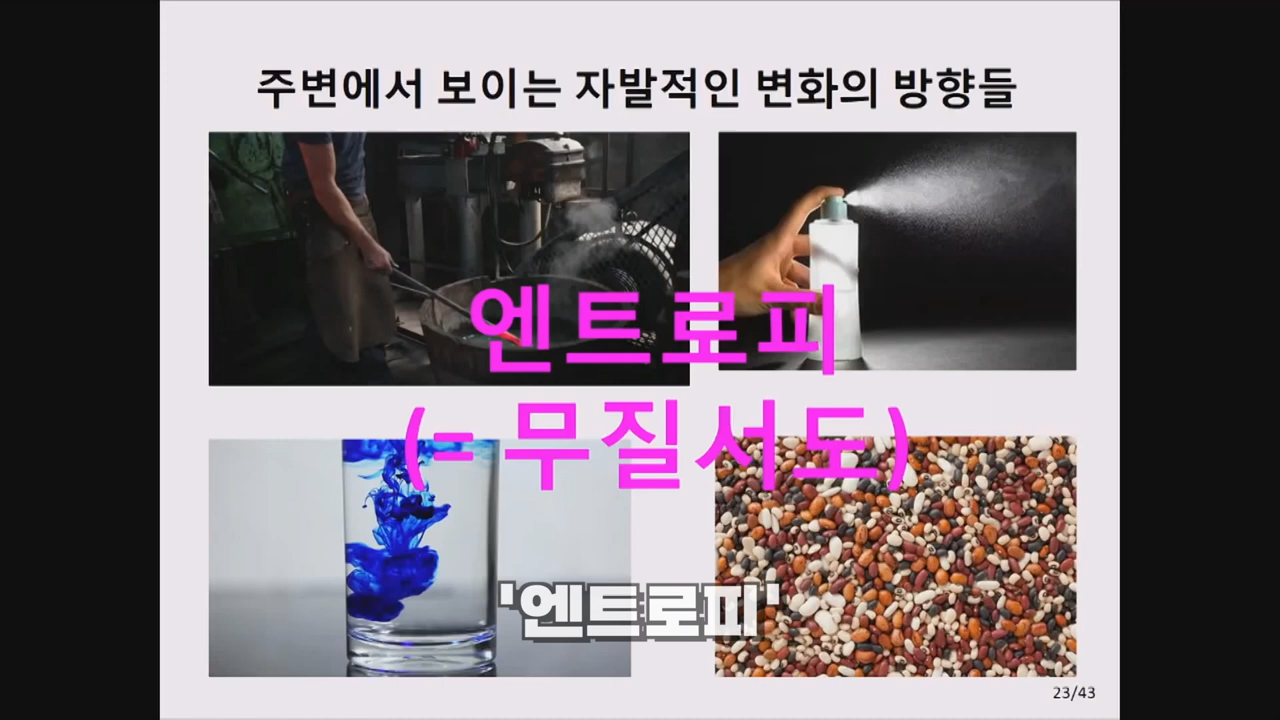 주변에서 보이는 자발적인 변화의 방향들
엔트로피
(= 무질서도)
'엔트로피'
23/43